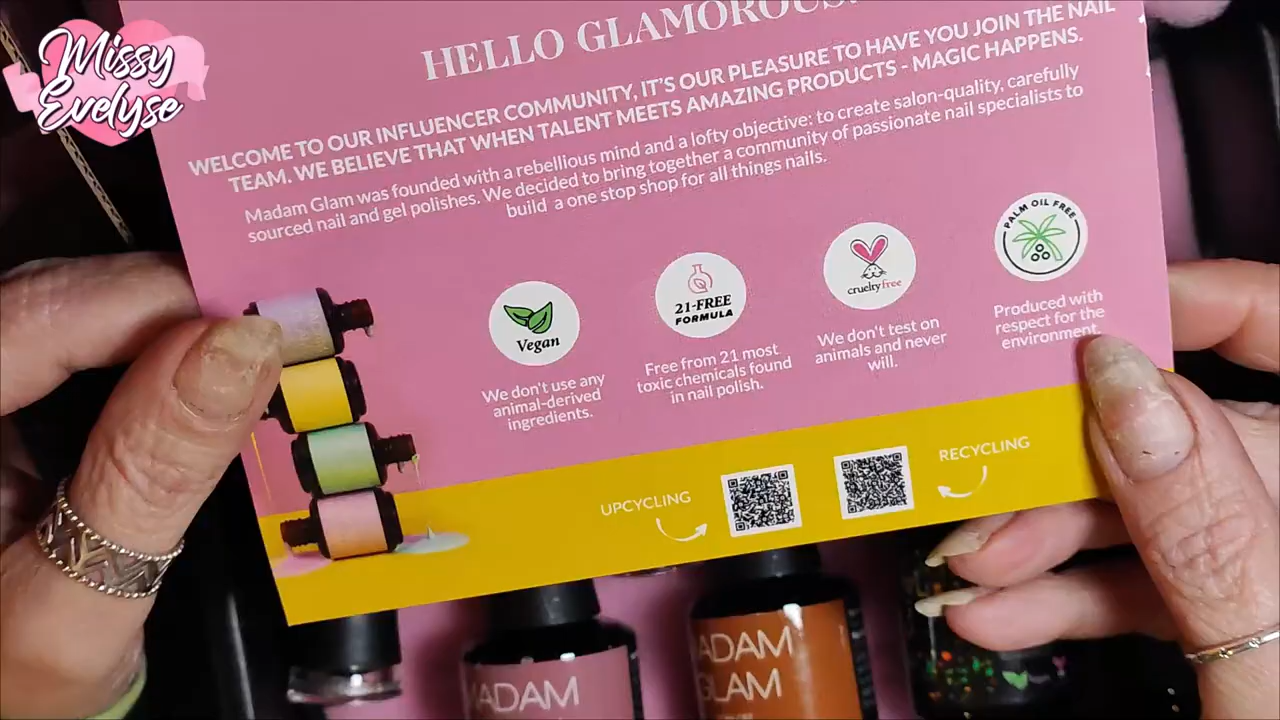 Missy
Evelyse
HELLO GLAMOROUS
WELCOME TO OUR INFLUENCER COMMUNITY, IT'S OUR PLEASURE TO HAVE YOU JOIN THE NAIL
TEAM. WE BELIEVE THAT WHEN TALENT MEETS AMAZING PRODUCTS - MAGIC HAPPENS.
Madam Glam was founded with a rebellious mind and a lofty objective: to create salon-quality, carefully
sourced nail and gel polishes. We decided to bring together a community of passionate nail specialists to
build a one stop shop for all things nails.
Vegan
We don't use any
animal-derived
ingredients.
21-FREE
FORMULA
Free from 21 most
toxic chemicals found
in nail polish.
crueltyfree
We don't test on
animals and never
will.
PALM OIL FREE
Produced with
respect for the
environment.
UPCYCLING
RECYCLING
MADAM
MADAM
GLAM